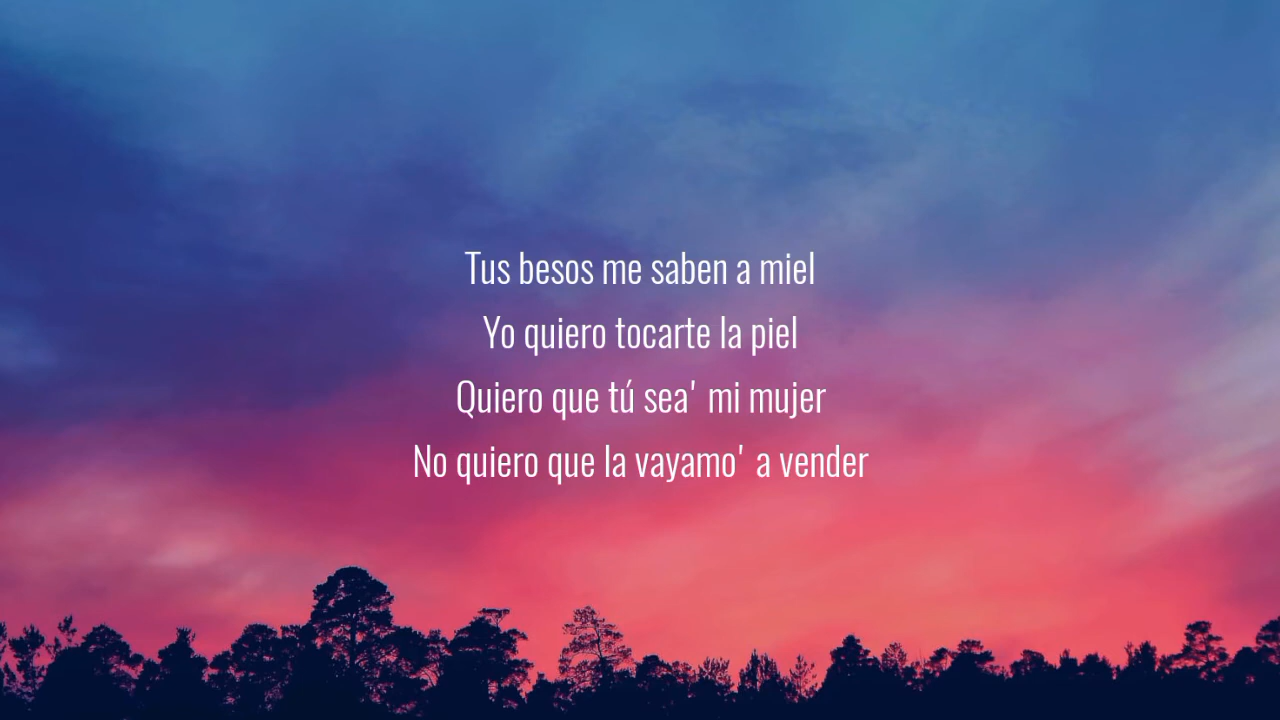 Tus besos me saben a miel
Yo quiero tocarte la piel
Quiero que tú sea' mi mujer
No quiero que la vayamo' a vender